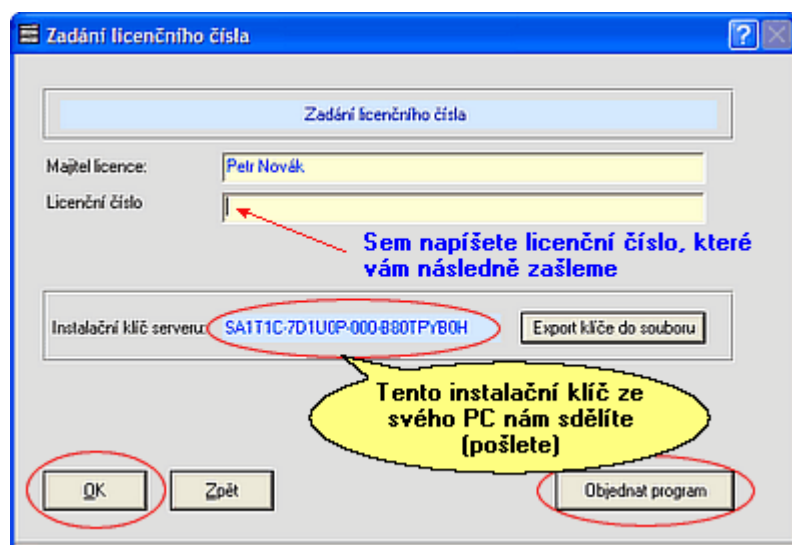 Zadání licenčního čísla
Zadání licenčního čísla
Majitel licence:
Petr Novák
Licenční číslo
Sem napíšete licenční číslo, které
vám následně zašleme
Instalační klíč serveru:
SA1T1C-7D1U0P-000-B80TPYB0H
Export klíče do souboru
Tento instalační klíč ze
svého PC nám sdělíte
(pošlete)
OK
Zpět
Objednat program